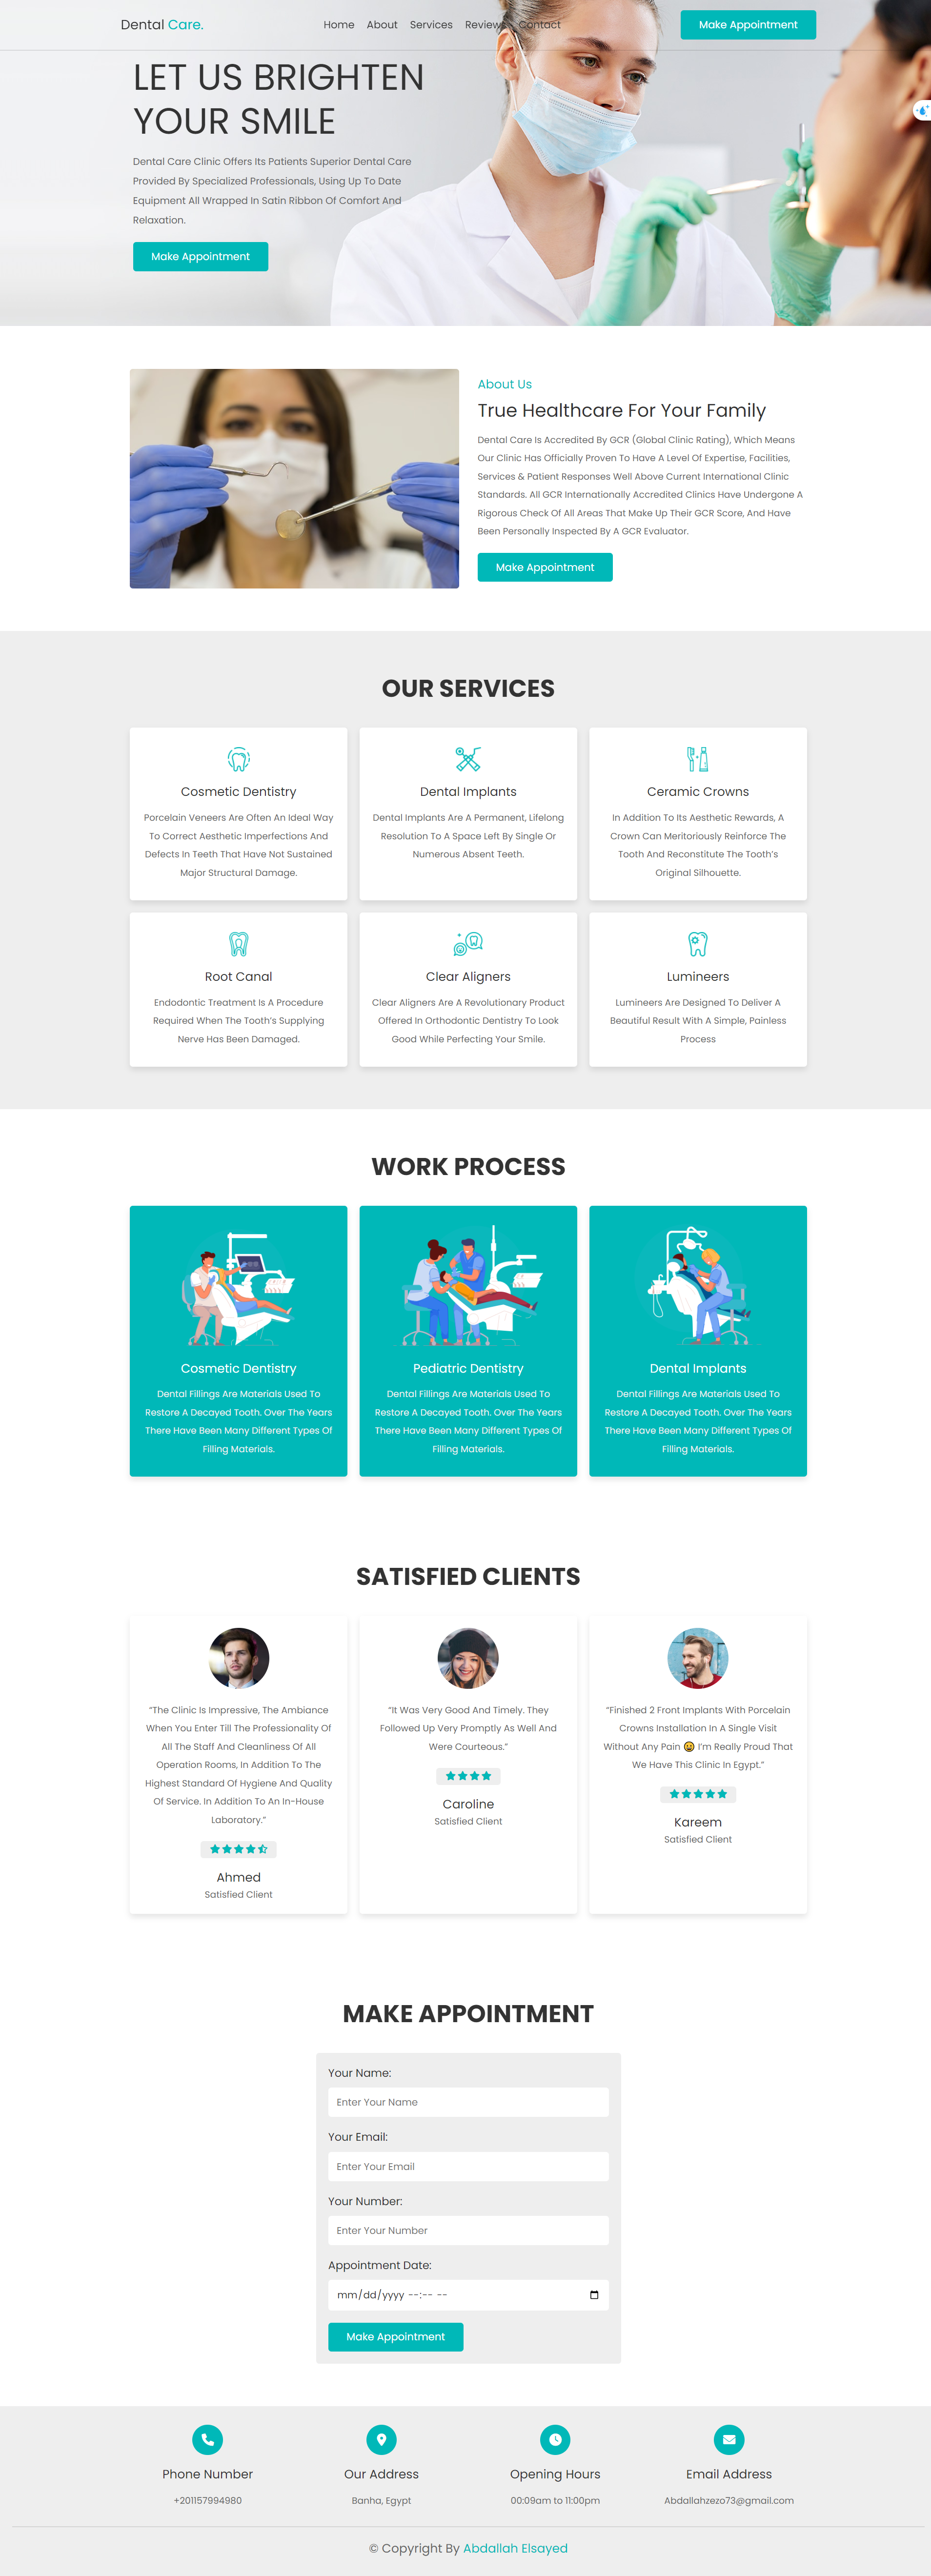 Dental Care.
Home About Services Reviews Contact
Make Appointment
LET US BRIGHTEN
YOUR SMILE
Dental Care Clinic Offers Its Patients Superior Dental Care
Provided By Specialized Professionals, Using Up To Date
Equipment All Wrapped In Satin Ribbon Of Comfort And
Relaxation.
Make Appointment
About Us
True Healthcare For Your Family
Dental Care Is Accredited By GCR (Global Clinic Rating), Which Means
Our Clinic Has Officially Proven To Have A Level Of Expertise, Facilities,
Services & Patient Responses Well Above Current International Clinic
Standards. All GCR Internationally Accredited Clinics Have Undergone A
Rigorous Check Of All Areas That Make Up Their GCR Score, And Have
Been Personally Inspected By A GCR Evaluator.
Make Appointment
OUR SERVICES
Cosmetic Dentistry
Porcelain Veneers Are Often An Ideal Way
To Correct Aesthetic Imperfections And
Defects In Teeth That Have Not Sustained
Major Structural Damage.
Dental Implants
Dental Implants Are A Permanent, Lifelong
Resolution To A Space Left By Single Or
Numerous Absent Teeth.
Ceramic Crowns
In Addition To Its Aesthetic Rewards, A
Crown Can Meritoriously Reinforce The
Tooth And Reconstitute The Tooth's
Original Silhouette.
Root Canal
Endodontic Treatment Is A Procedure
Required When The Tooth's Supplying
Nerve Has Been Damaged.
Clear Aligners
Clear Aligners Are A Revolutionary Product
Offered In Orthodontic Dentistry To Look
Good While Perfecting Your Smile.
Lumineers
Lumineers Are Designed To Deliver A
Beautiful Result With A Simple, Painless
Process
WORK PROCESS
Cosmetic Dentistry
Dental Fillings Are Materials Used To
Restore A Decayed Tooth. Over The Years
There Have Been Many Different Types Of
Filling Materials.
Pediatric Dentistry
Dental Fillings Are Materials Used To
Restore A Decayed Tooth. Over The Years
There Have Been Many Different Types Of
Filling Materials.
Dental Implants
Dental Fillings Are Materials Used To
Restore A Decayed Tooth. Over The Years
There Have Been Many Different Types Of
Filling Materials.
SATISFIED CLIENTS
"The Clinic Is Impressive, The Ambiance
When You Enter Till The Professionality Of
All The Staff And Cleanliness Of All
Operation Rooms, In Addition To The
Highest Standard Of Hygiene And Quality
Of Service. In Addition To An In-House
Laboratory."
Ahmed
Satisfied Client
"It Was Very Good And Timely. They
Followed Up Very Promptly As Well And
Were Courteous."
Caroline
Satisfied Client
"Finished 2 Front Implants With Porcelain
Crowns Installation In A Single Visit
Without Any Pain 😀 I'm Really Proud That
We Have This Clinic In Egypt."
Kareem
Satisfied Client
MAKE APPOINTMENT
Your Name:
Enter Your Name
Your Email:
Enter Your Email
Your Number:
Enter Your Number
Appointment Date:
mm/dd/yyyy --:-- --
Make Appointment
Phone Number
+201157994980
Our Address
Banha, Egypt
Opening Hours
00:09am to 11:00pm
Email Address
Abdallahzezo73@gmail.com
© Copyright By Abdallah Elsayed